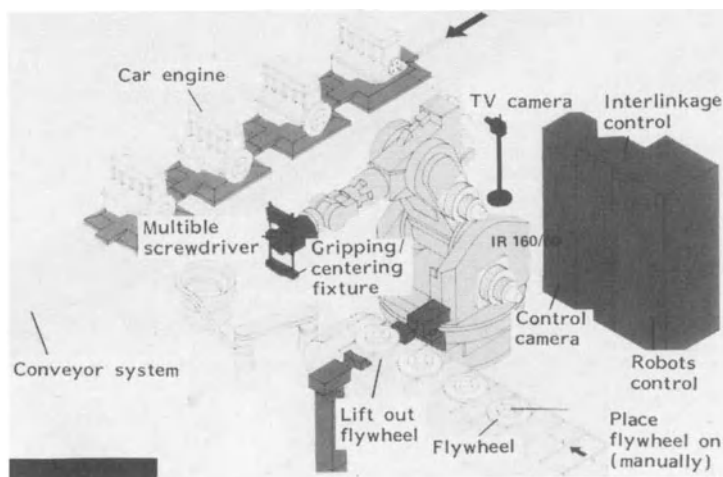 Car engine
TV camera
Interlinkage
control
Multible
screwdriver
Gripping/
centering
fixture
IR 160/60
Control
camera
Robots
control
Conveyor system
Lift out
flywheel
Flywheel
Place
flywheel on
(manually)